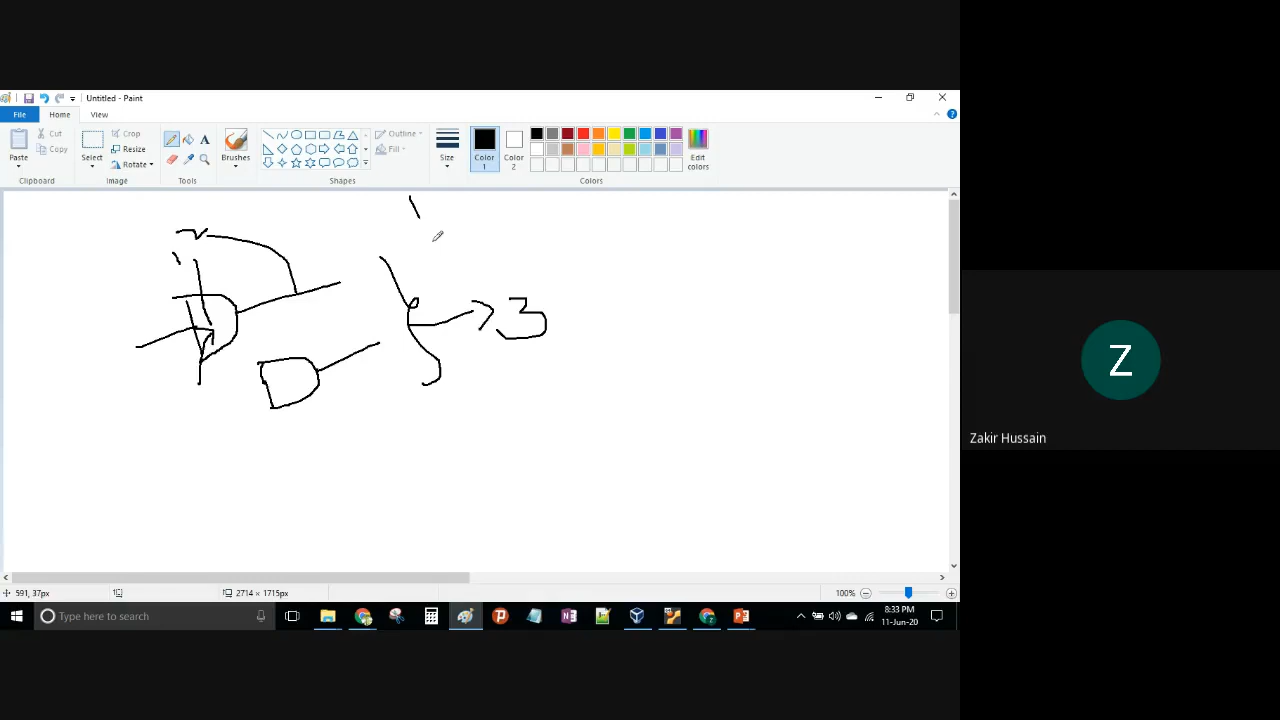 Untitled - Paint
File Home View
Paste
Cut
Copy
Clipboard
Select
Crop
Resize
Rotate
Image
Tools
Brushes
Shapes
Outline
Fill
Size
Color 1
Color 2
Edit colors
Colors
3
Z
Zakir Hussain
591, 37px
2714 × 1715px
100%
Type here to search
8:33 PM
11-Jun-20